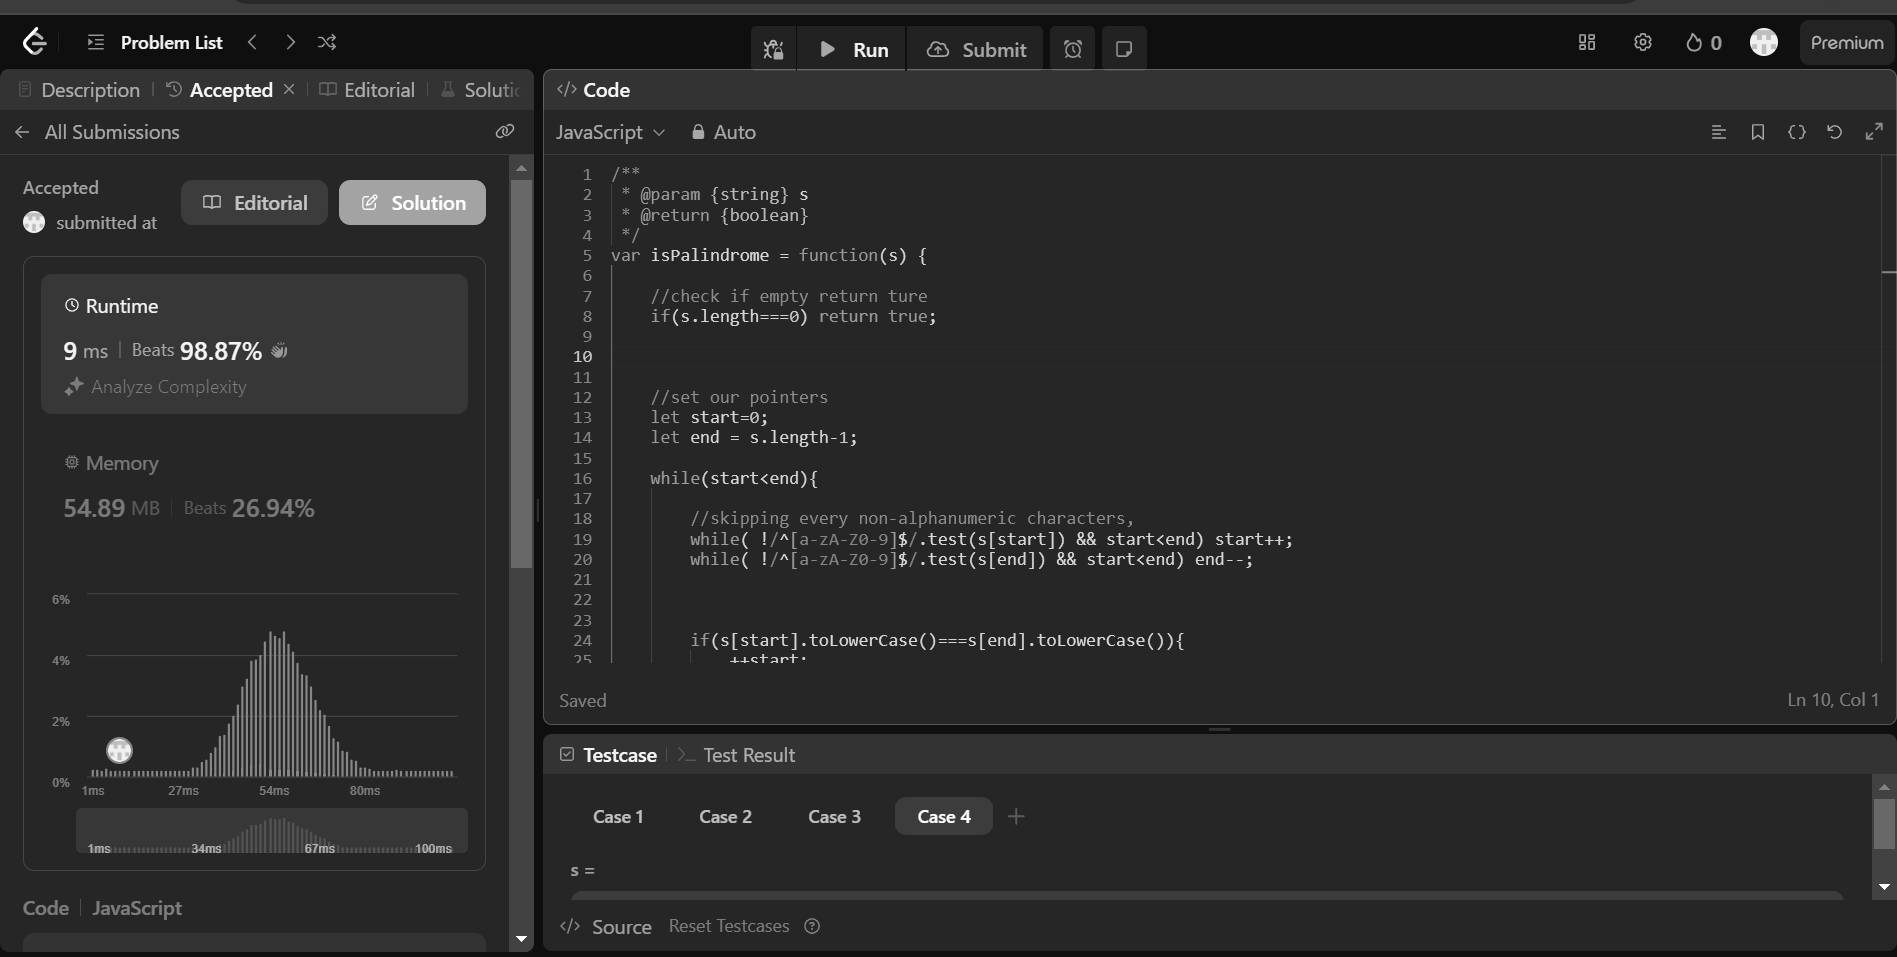 Problem List
Run
Submit
0
Premium
Description
Accepted
Editorial
Solutic
All Submissions
Accepted
submitted at
Editorial
Solution
Runtime
9 ms | Beats 98.87%
Analyze Complexity
Memory
54.89 MB | Beats 26.94%
6%
4%
2%
0%
1ms 27ms 54ms 80ms
1ms 34ms 67ms 100ms
Code | JavaScript
</> Code
JavaScript
Auto
1 /**
2 * @param {string} s
3 * @return {boolean}
4 */
5 var isPalindrome = function(s) {
6
7 //check if empty return ture
8 if(s.length===0) return true;
9
10
11
12 //set our pointers
13 let start=0;
14 let end = s.length-1;
15
16 while(start<end){
17
18 //skipping every non-alphanumeric characters,
19 while( !/^[a-zA-Z0-9]$/.test(s[start]) && start<end) start++;
20 while( !/^[a-zA-Z0-9]$/.test(s[end]) && start<end) end--;
21
22
23
24 if(s[start].toLowerCase()===s[end].toLowerCase()){
25 ++start;
Saved
Ln 10, Col 1
Testcase
Test Result
Case 1 Case 2 Case 3 Case 4 +
s =
</> Source Reset Testcases ?